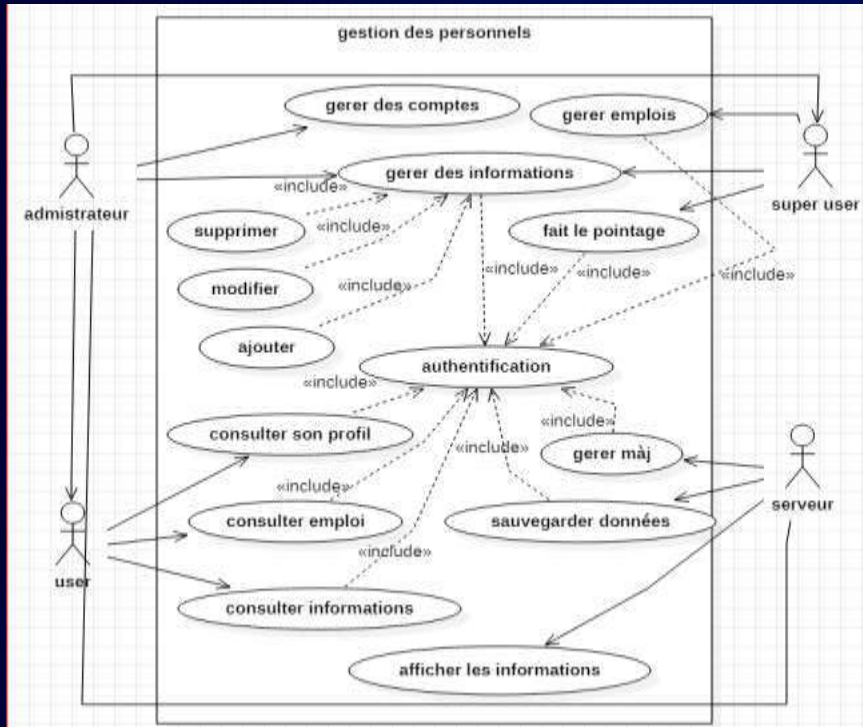 gestion des personnels
gerer des comptes
gerer emplois
gerer des informations
«include»
admistrateur
super user
supprimer
«include»
fait le pointage
«include»
«include»
«include»
modifier
«include»
ajouter
authentification
«include»
consulter son profil
«include»
«include»
gerer màj
«include»
consulter emploi
sauvegarder données
serveur
«include»
user
consulter informations
afficher les informations